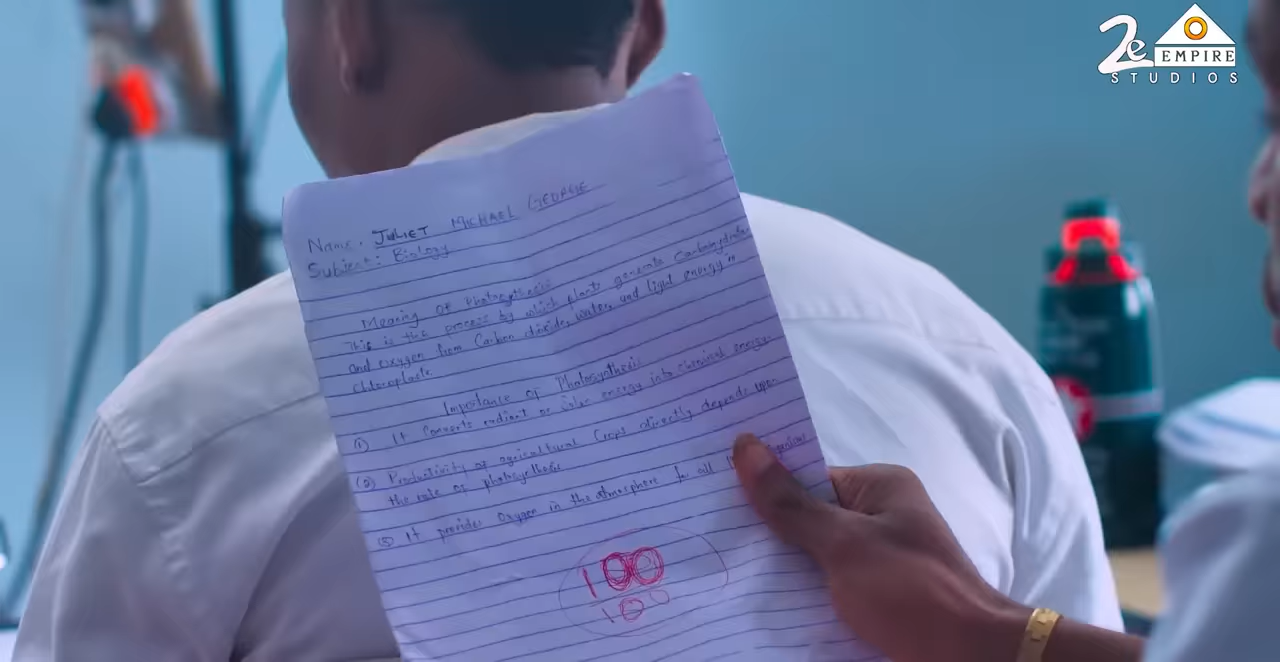 2e EMPIRE
STUDIOS
Name: JULIET MICHAEL GEORGE
Subject: Biology
Meaning of Photosynthesis
This is the process by which plants generate Carbohydrates
and oxygen from Carbon dioxide, water, and light energy in
chloroplasts
Importance of Photosynthesis
(1) It Converts radiant or solar energy into chemical energy.
(2) Productivity of agricultural Crops directly depends upon
the rate of photosynthesis
(3) It provides Oxygen in the atmosphere for all
100
100